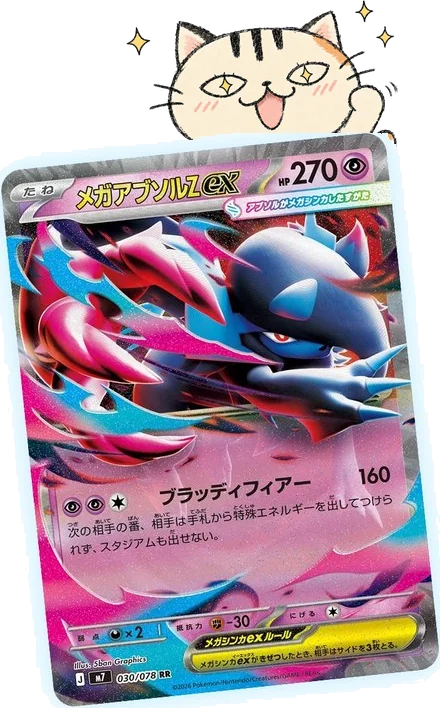 たね メガアブソルZex HP270
アブソルがメガシンカしたすがた
ブラッディフィアー 160
次の相手の番、相手は手札から特殊エネルギーを出してつけら
れず、スタジアムも出せない。
弱点 ×2 抵抗力 -30 にげる
メガシンカexルール
メガシンカexがきぜつしたとき、相手はサイドを3枚とる。
Illus. 5ban Graphics
J m7 030/078 RR
©2026 Pokémon/Nintendo/Creatures/GAME FREAK